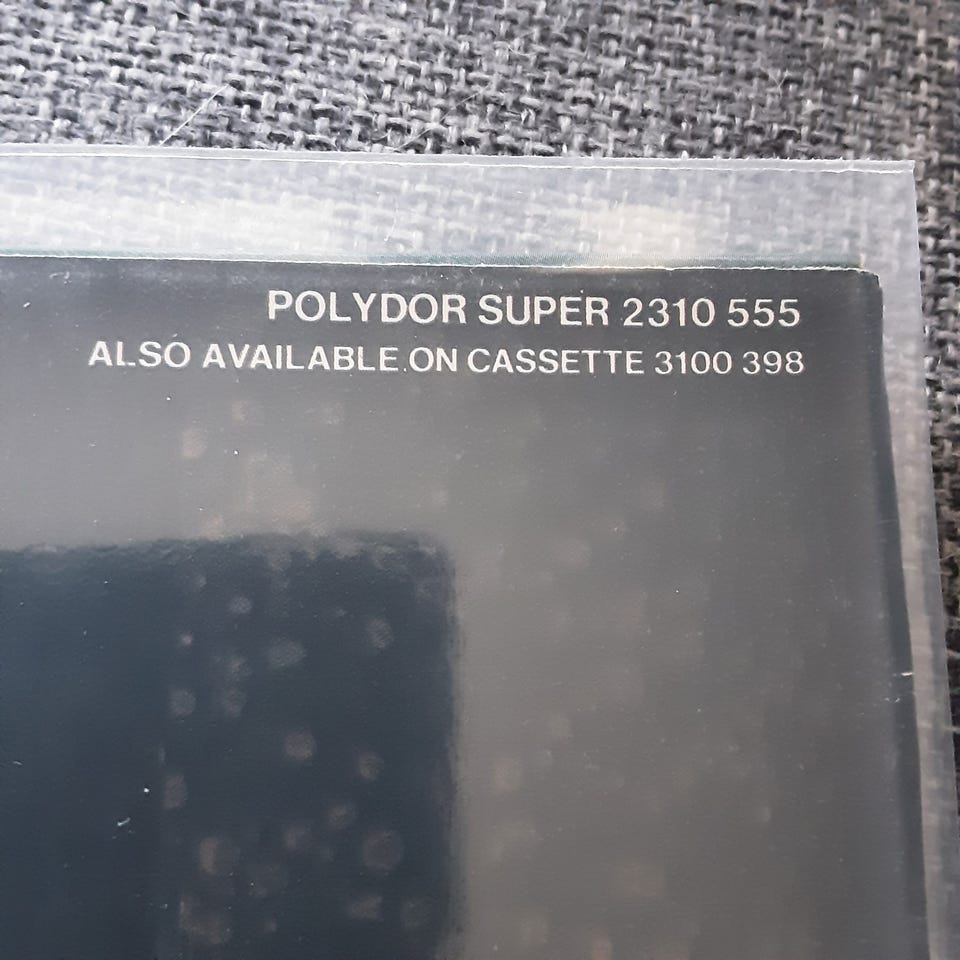 POLYDOR SUPER 2310 555
ALSO AVAILABLE ON CASSETTE 3100 398